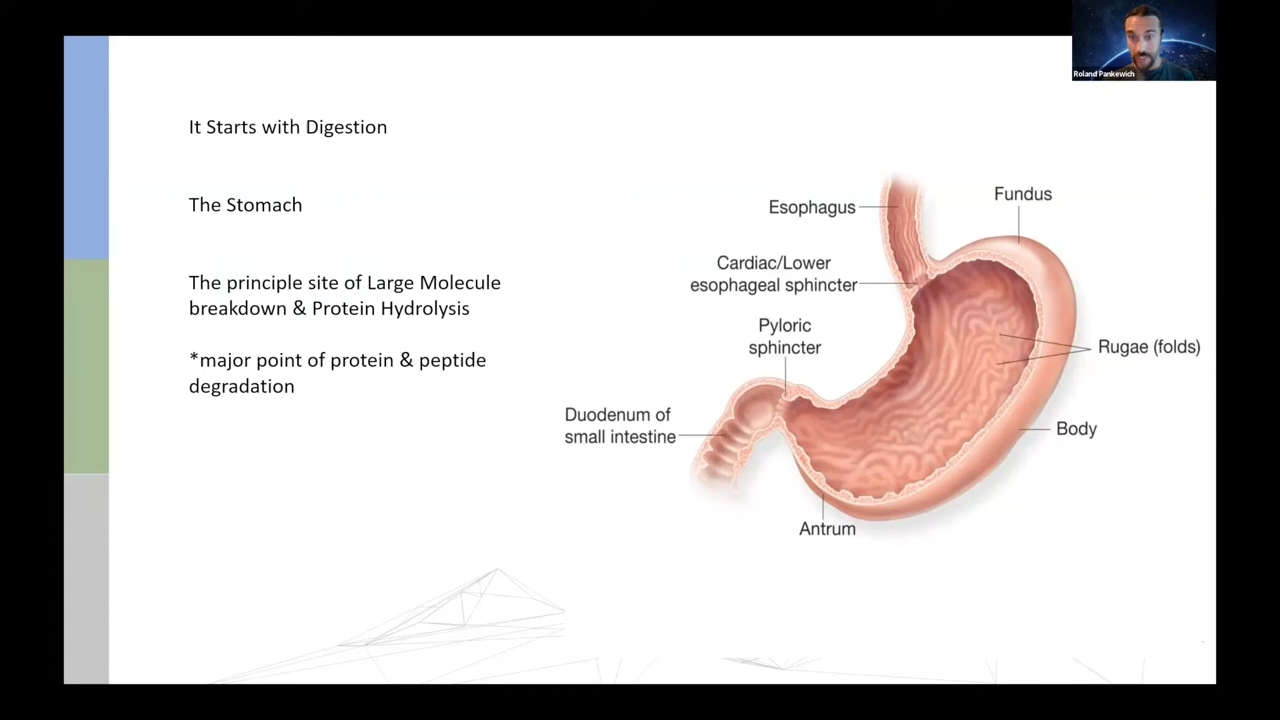 Roland Pankewich
It Starts with Digestion
The Stomach
The principle site of Large Molecule
breakdown & Protein Hydrolysis
*major point of protein & peptide
degradation
Esophagus
Fundus
Cardiac/Lower
esophageal sphincter
Pyloric
sphincter
Rugae (folds)
Duodenum of
small intestine
Body
Antrum